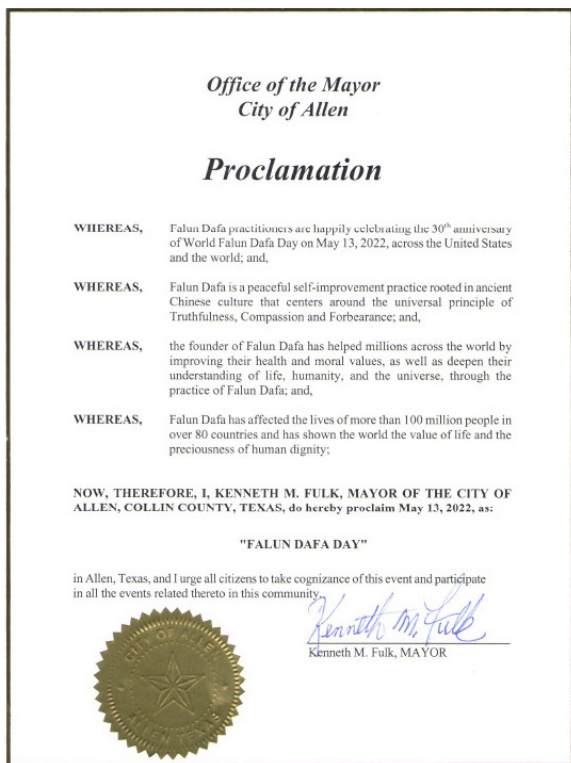 Office of the Mayor
City of Allen
Proclamation
WHEREAS, Falun Dafa practitioners are happily celebrating the 30th anniversary
of World Falun Dafa Day on May 13, 2022, across the United States
and the world; and,
WHEREAS, Falun Dafa is a peaceful self-improvement practice rooted in ancient
Chinese culture that centers around the universal principle of
Truthfulness, Compassion and Forbearance; and,
WHEREAS, the founder of Falun Dafa has helped millions across the world by
improving their health and moral values, as well as deepen their
understanding of life, humanity, and the universe, through the
practice of Falun Dafa; and,
WHEREAS, Falun Dafa has affected the lives of more than 100 million people in
over 80 countries and has shown the world the value of life and the
preciousness of human dignity;
NOW, THEREFORE, I, KENNETH M. FULK, MAYOR OF THE CITY OF
ALLEN, COLLIN COUNTY, TEXAS, do hereby proclaim May 13, 2022, as:
"FALUN DAFA DAY"
in Allen, Texas, and I urge all citizens to take cognizance of this event and participate
in all the events related thereto in this community.
Kenneth M. Fulk
Kenneth M. Fulk, MAYOR
CITY OF ALLEN
ALLEN TEXAS